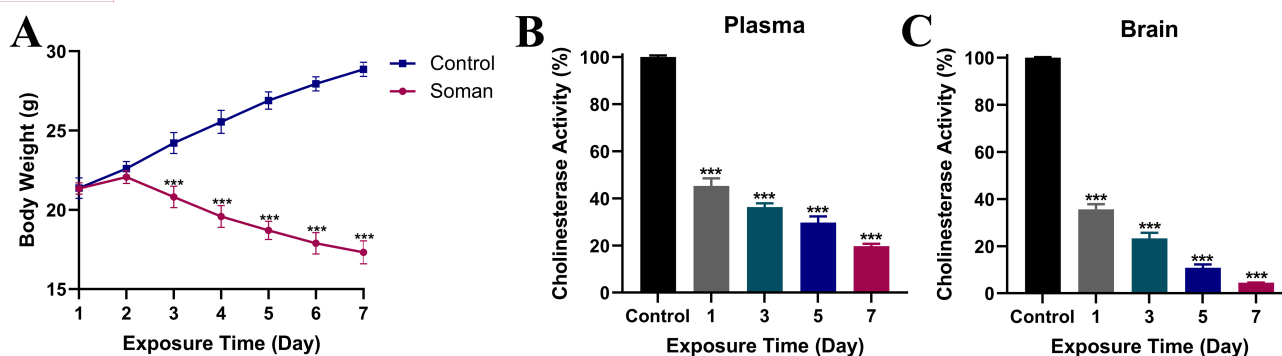 A
Body Weight (g)
30
25
20
15
Control
Soman
***
***
***
***
***
1 2 3 4 5 6 7
Exposure Time (Day)
B
Plasma
Cholinesterase Activity (%)
100
80
60
40
20
0
***
***
***
***
Control 1 3 5 7
Exposure Time (Day)
C
Brain
Cholinesterase Activity (%)
100
80
60
40
20
0
***
***
***
***
Control 1 3 5 7
Exposure Time (Day)